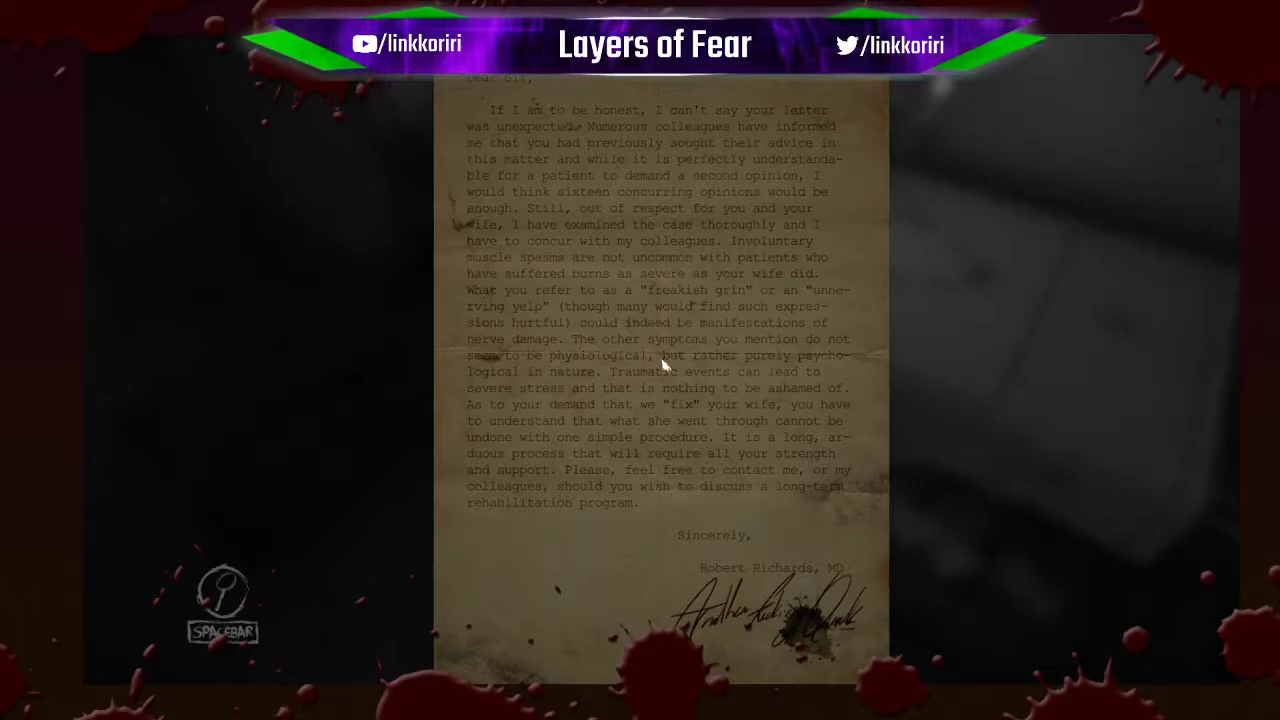 /linkkoriri
Layers of Fear
/linkkoriri
Dear Sir,
If I am to be honest, I can't say your letter
was unexpected. Numerous colleagues have informed
me that you had previously sought their advice in
this matter and while it is perfectly understanda-
ble for a patient to demand a second opinion, I
would think sixteen concurring opinions would be
enough. Still, out of respect for you and your
wife, I have examined the case thoroughly and I
have to concur with my colleagues. Involuntary
muscle spasms are not uncommon with patients who
have suffered burns as severe as your wife did.
What you refer to as a "freakish grin" or an "unne-
rving yelp" (though many would find such expres-
sions hurtful) could indeed be manifestations of
nerve damage. The other symptoms you mention do not
seem to be physiological, but rather purely psycho-
logical in nature. Traumatic events can lead to
severe stress and that is nothing to be ashamed of.
As to your demand that we "fix" your wife, you have
to understand that what she went through cannot be
undone with one simple procedure. It is a long, ar-
duous process that will require all your strength
and support. Please, feel free to contact me, or my
colleagues, should you wish to discuss a long-term
rehabilitation program.
Sincerely,
Robert Richards, MD
SPACEBAR